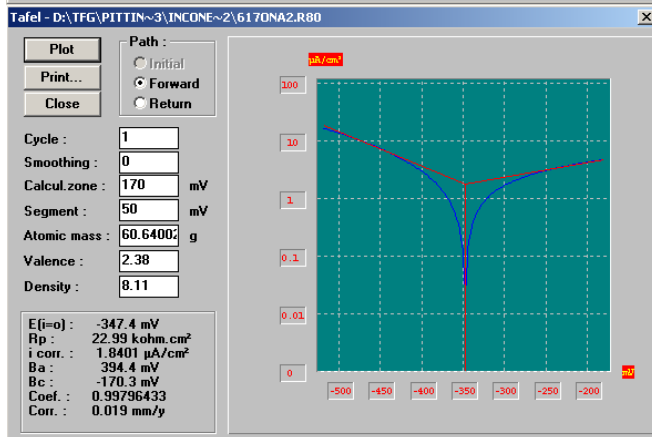 Tafel - D:\TFG\PITTIN~3\INCONE~2\617ONA2.R80
Plot
Print...
Close
Path :
Initial
Forward
Return
Cycle : 1
Smoothing : 0
Calcul.zone : 170 mV
Segment : 50 mV
Atomic mass : 60.64002 g
Valence : 2.38
Density : 8.11
E(i=o) : -347.4 mV
Rp : 22.99 kohm.cm²
i corr. : 1.8401 µA/cm²
Ba : 394.4 mV
Bc : -170.3 mV
Coef. : 0.99796433
Corr. : 0.019 mm/y
µA/cm²
100
10
1
0.1
0.01
0
-500 -450 -400 -350 -300 -250 -200
mV